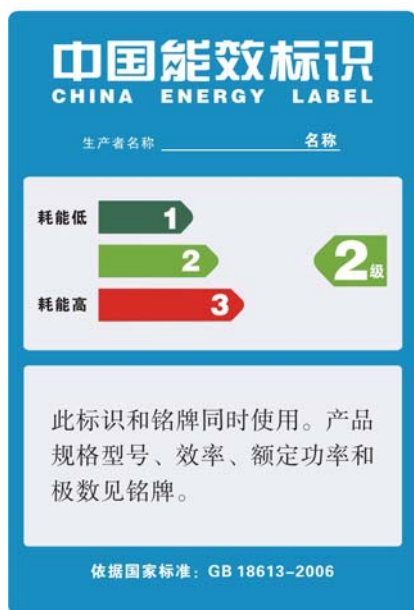 中国能效标识
CHINA ENERGY LABEL
生产者名称 名称
耗能低 1
2
2级
耗能高 3
此标识和铭牌同时使用。产品
规格型号、效率、额定功率和
极数见铭牌。
依据国家标准：GB 18613-2006